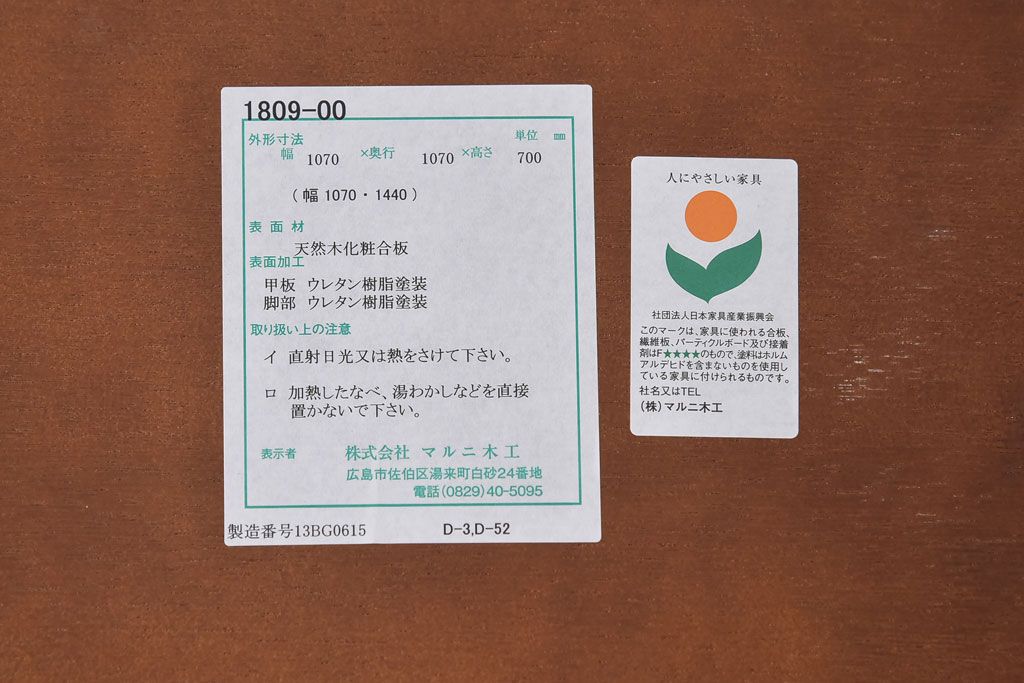 1809-00
外形寸法 単位 mm
幅 1070 ×奥行 1070 ×高さ 700
（ 幅 1070 ・ 1440 ）
表面材
天然木化粧合板
表面加工
甲板 ウレタン樹脂塗装
脚部 ウレタン樹脂塗装
取り扱い上の注意
イ 直射日光又は熱をさけて下さい。
ロ 加熱したなべ、湯わかしなどを直接
置かないで下さい。
表示者 株式会社 マルニ木工
広島市佐伯区湯来町白砂24番地
電話（0829）40-5095
製造番号13BG0615 D-3,D-52
人にやさしい家具
社団法人日本家具産業振興会
このマークは、家具に使われる合板、
繊維板、パーティクルボード及び接着
剤はF★★★★のもので、塗料はホルム
アルデヒドを含まないものを使用し
ている家具に付けられるものです。
社名又はTEL
（株）マルニ木工